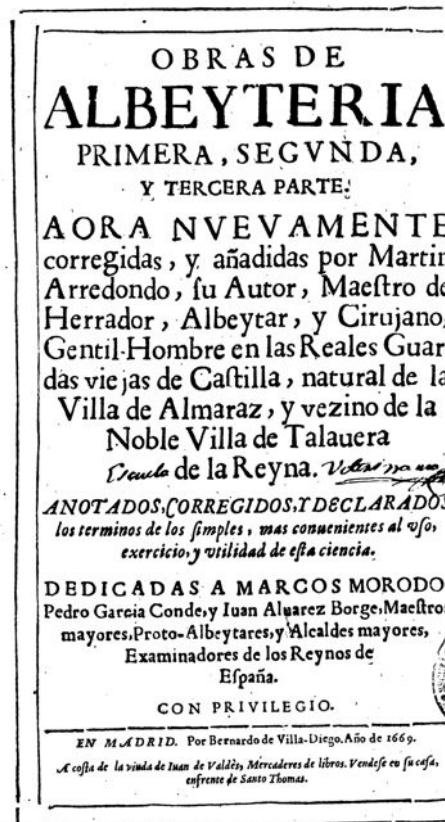 OBRAS DE
ALBEYTERIA
PRIMERA, SEGVNDA,
Y TERCERA PARTE.
AORA NVEVAMENTE
corregidas, y añadidas por Martin
Arredondo, ſu Autor, Maeſtro de
Herrador, Albeytar, y Cirujano,
Gentil-Hombre en las Reales Guar
das viejas de Caſtilla, natural de la
Villa de Almaraz, y vezino de la
Noble Villa de Talauera
Escuela de la Reyna. Veterinaria
ANOTADOS, CORREGIDOS, Y DECLARADOS
los terminos de los ſimples, mas conuenientes al vſo,
exercicio, y vtilidad de eſta ciencia.
DEDICADAS A MARCOS MORODO
Pedro Garcia Conde, y Iuan Aluarez Borge, Maeſtros
mayores, Proto-Albeytares, y Alcaldes mayores,
Examinadores de los Reynos de
Eſpaña.
CON PRIVILEGIO.
EN MADRID. Por Bernardo de Villa-Diego. Año de 1669.
A coſta de la viuda de Iuan de Valdès, Mercaderes de libros. Vendeſe en ſu caſa,
enfrente de Santo Thomas.